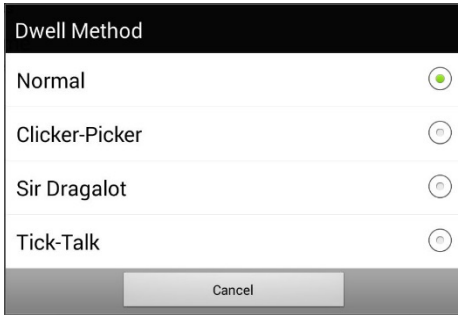 Dwell Method
Normal
Clicker-Picker
Sir Dragalot
Tick-Talk
Cancel